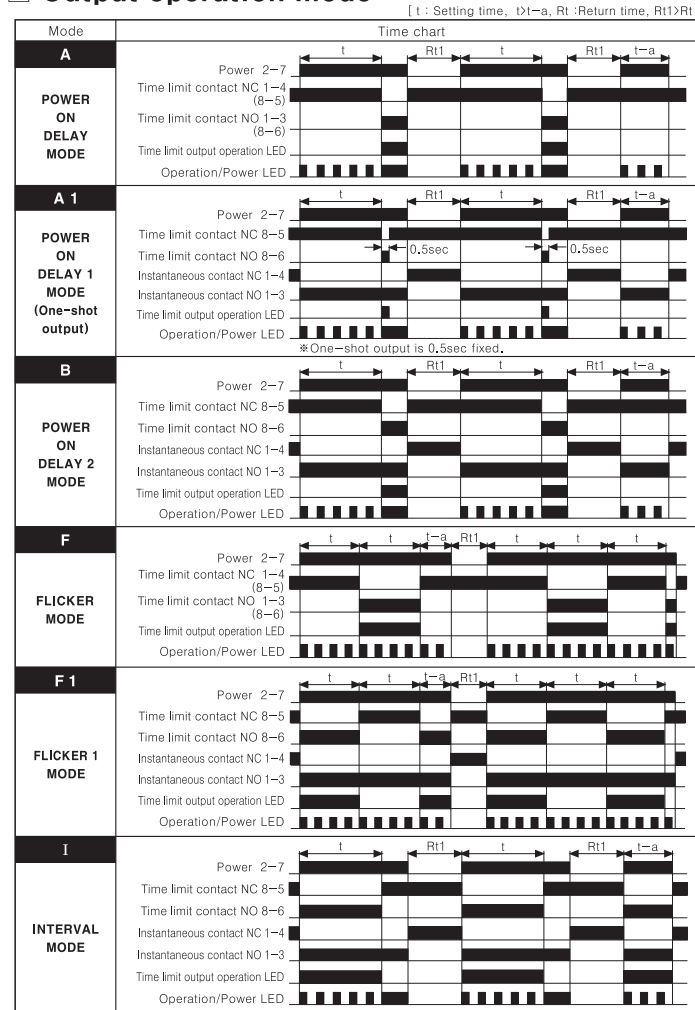 Output operation mode
[ t : Setting time, t>t-a, Rt :Return time, Rt1>Rt
Mode Time chart
A
POWER
ON
DELAY
MODE
t Rt1 t Rt1 t-a
Power 2-7
Time limit contact NC 1-4
(8-5)
Time limit contact NO 1-3
(8-6)
Time limit output operation LED
Operation/Power LED
A 1
POWER
ON
DELAY 1
MODE
(One-shot
output)
t Rt1 t Rt1 t-a
Power 2-7
Time limit contact NC 8-5
Time limit contact NO 8-6 0.5sec 0.5sec
Instantaneous contact NC 1-4
Instantaneous contact NO 1-3
Time limit output operation LED
Operation/Power LED
※One-shot output is 0.5sec fixed.
B
POWER
ON
DELAY 2
MODE
t Rt1 t Rt1 t-a
Power 2-7
Time limit contact NC 8-5
Time limit contact NO 8-6
Instantaneous contact NC 1-4
Instantaneous contact NO 1-3
Time limit output operation LED
Operation/Power LED
F
FLICKER
MODE
t t t-a Rt1 t t t
Power 2-7
Time limit contact NC 1-4
(8-5)
Time limit contact NO 1-3
(8-6)
Time limit output operation LED
Operation/Power LED
F 1
FLICKER 1
MODE
t t t-a Rt1 t t t
Power 2-7
Time limit contact NC 8-5
Time limit contact NO 8-6
Instantaneous contact NC 1-4
Instantaneous contact NO 1-3
Time limit output operation LED
Operation/Power LED
I
INTERVAL
MODE
t Rt1 t Rt1 t-a
Power 2-7
Time limit contact NC 8-5
Time limit contact NO 8-6
Instantaneous contact NC 1-4
Instantaneous contact NO 1-3
Time limit output operation LED
Operation/Power LED